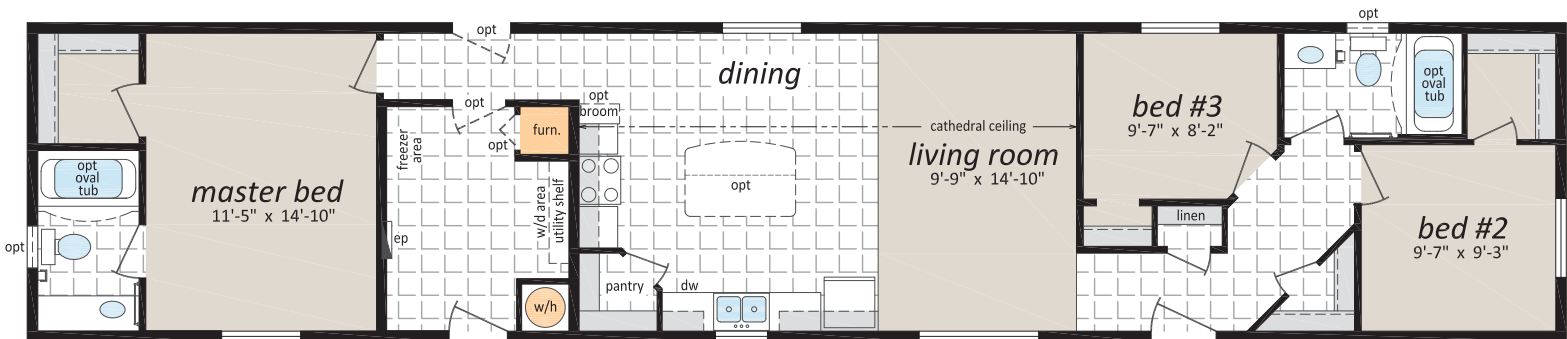 opt
opt
opt
oval
tub
opt
master bed
11'-5" x 14'-10"
opt
freezer
area
ep
opt
furn.
w/d area
utility shelf
w/h
opt
broom
dining
opt
pantry
dw
cathedral ceiling
living room
9'-9" x 14'-10"
bed #3
9'-7" x 8'-2"
linen
opt
oval
tub
bed #2
9'-7" x 9'-3"